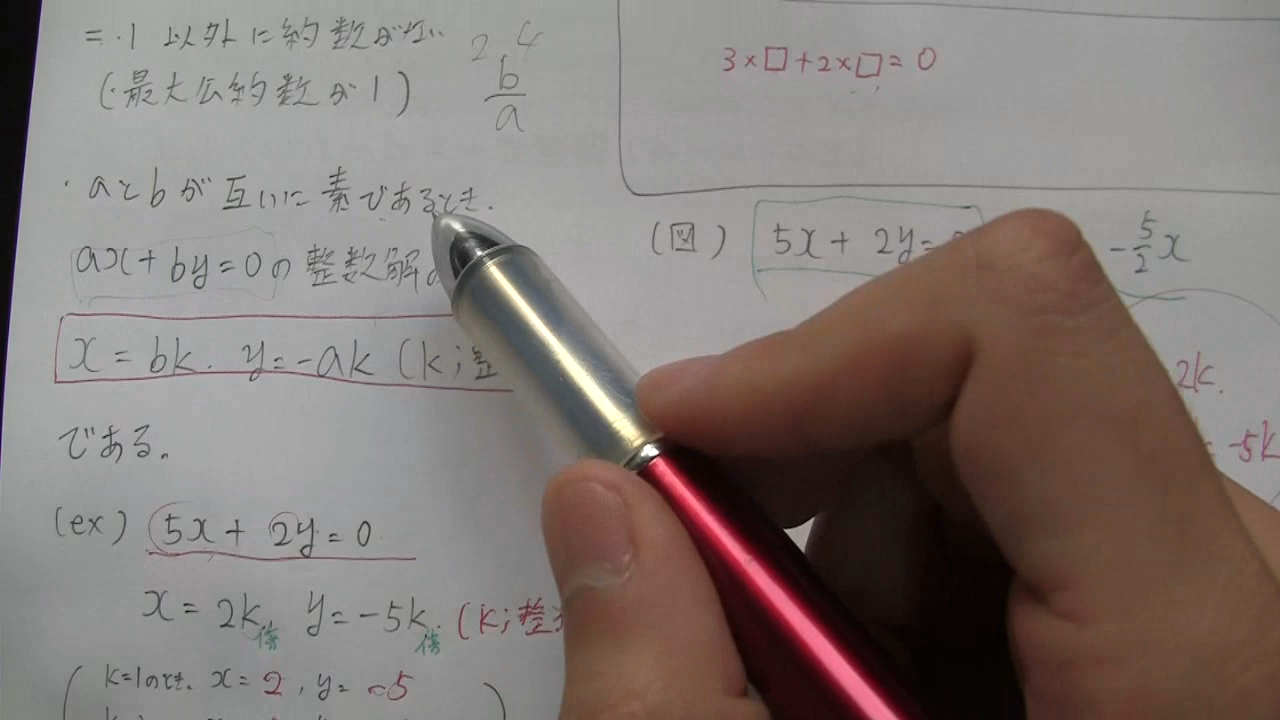 = ・1 以外に約数がない
(・最大公約数が1)
2 4
b
a
・aとbが互いに素であるとき.
ax+by=0の整数解の
x = bk. y=-ak (k;整
である。
(ex) 5x+2y=0
x=2k. y=-5k. (k;整
倍 倍
k=1のとき. x=2, y=-5
3×□+2×□=0
(図) 5x+2y=
-5/2x
2k.
-5k